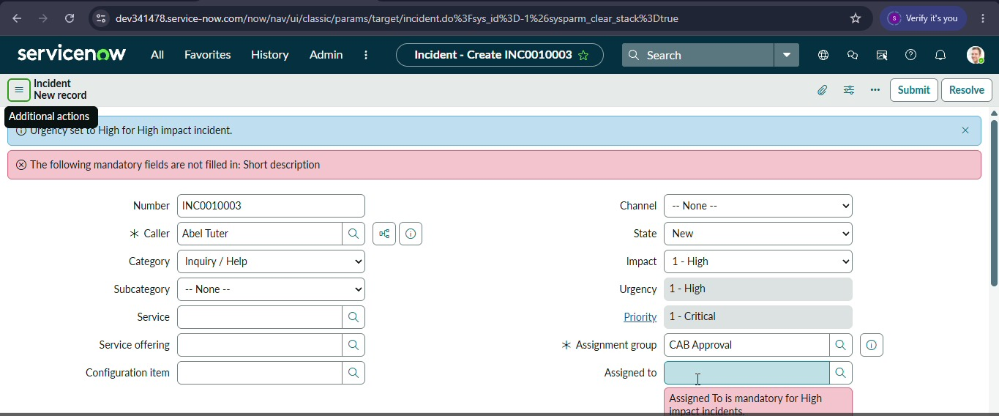 dev341478.service-now.com/now/nav/ui/classic/params/target/incident.do%3Fsys_id%3D-1%26sysparm_clear_stack%3Dtrue
S Verify it's you
servicenow All Favorites History Admin Incident - Create INC0010003 Search
Incident
New record
Submit Resolve
Additional actions
Urgency set to High for High impact incident.
The following mandatory fields are not filled in: Short description
Number INC0010003
Channel -- None --
* Caller Abel Tuter
State New
Category Inquiry / Help
Impact 1 - High
Subcategory -- None --
Urgency 1 - High
Service
Priority 1 - Critical
Service offering
* Assignment group CAB Approval
Configuration item
Assigned to
Assigned To is mandatory for High
impact incidents.